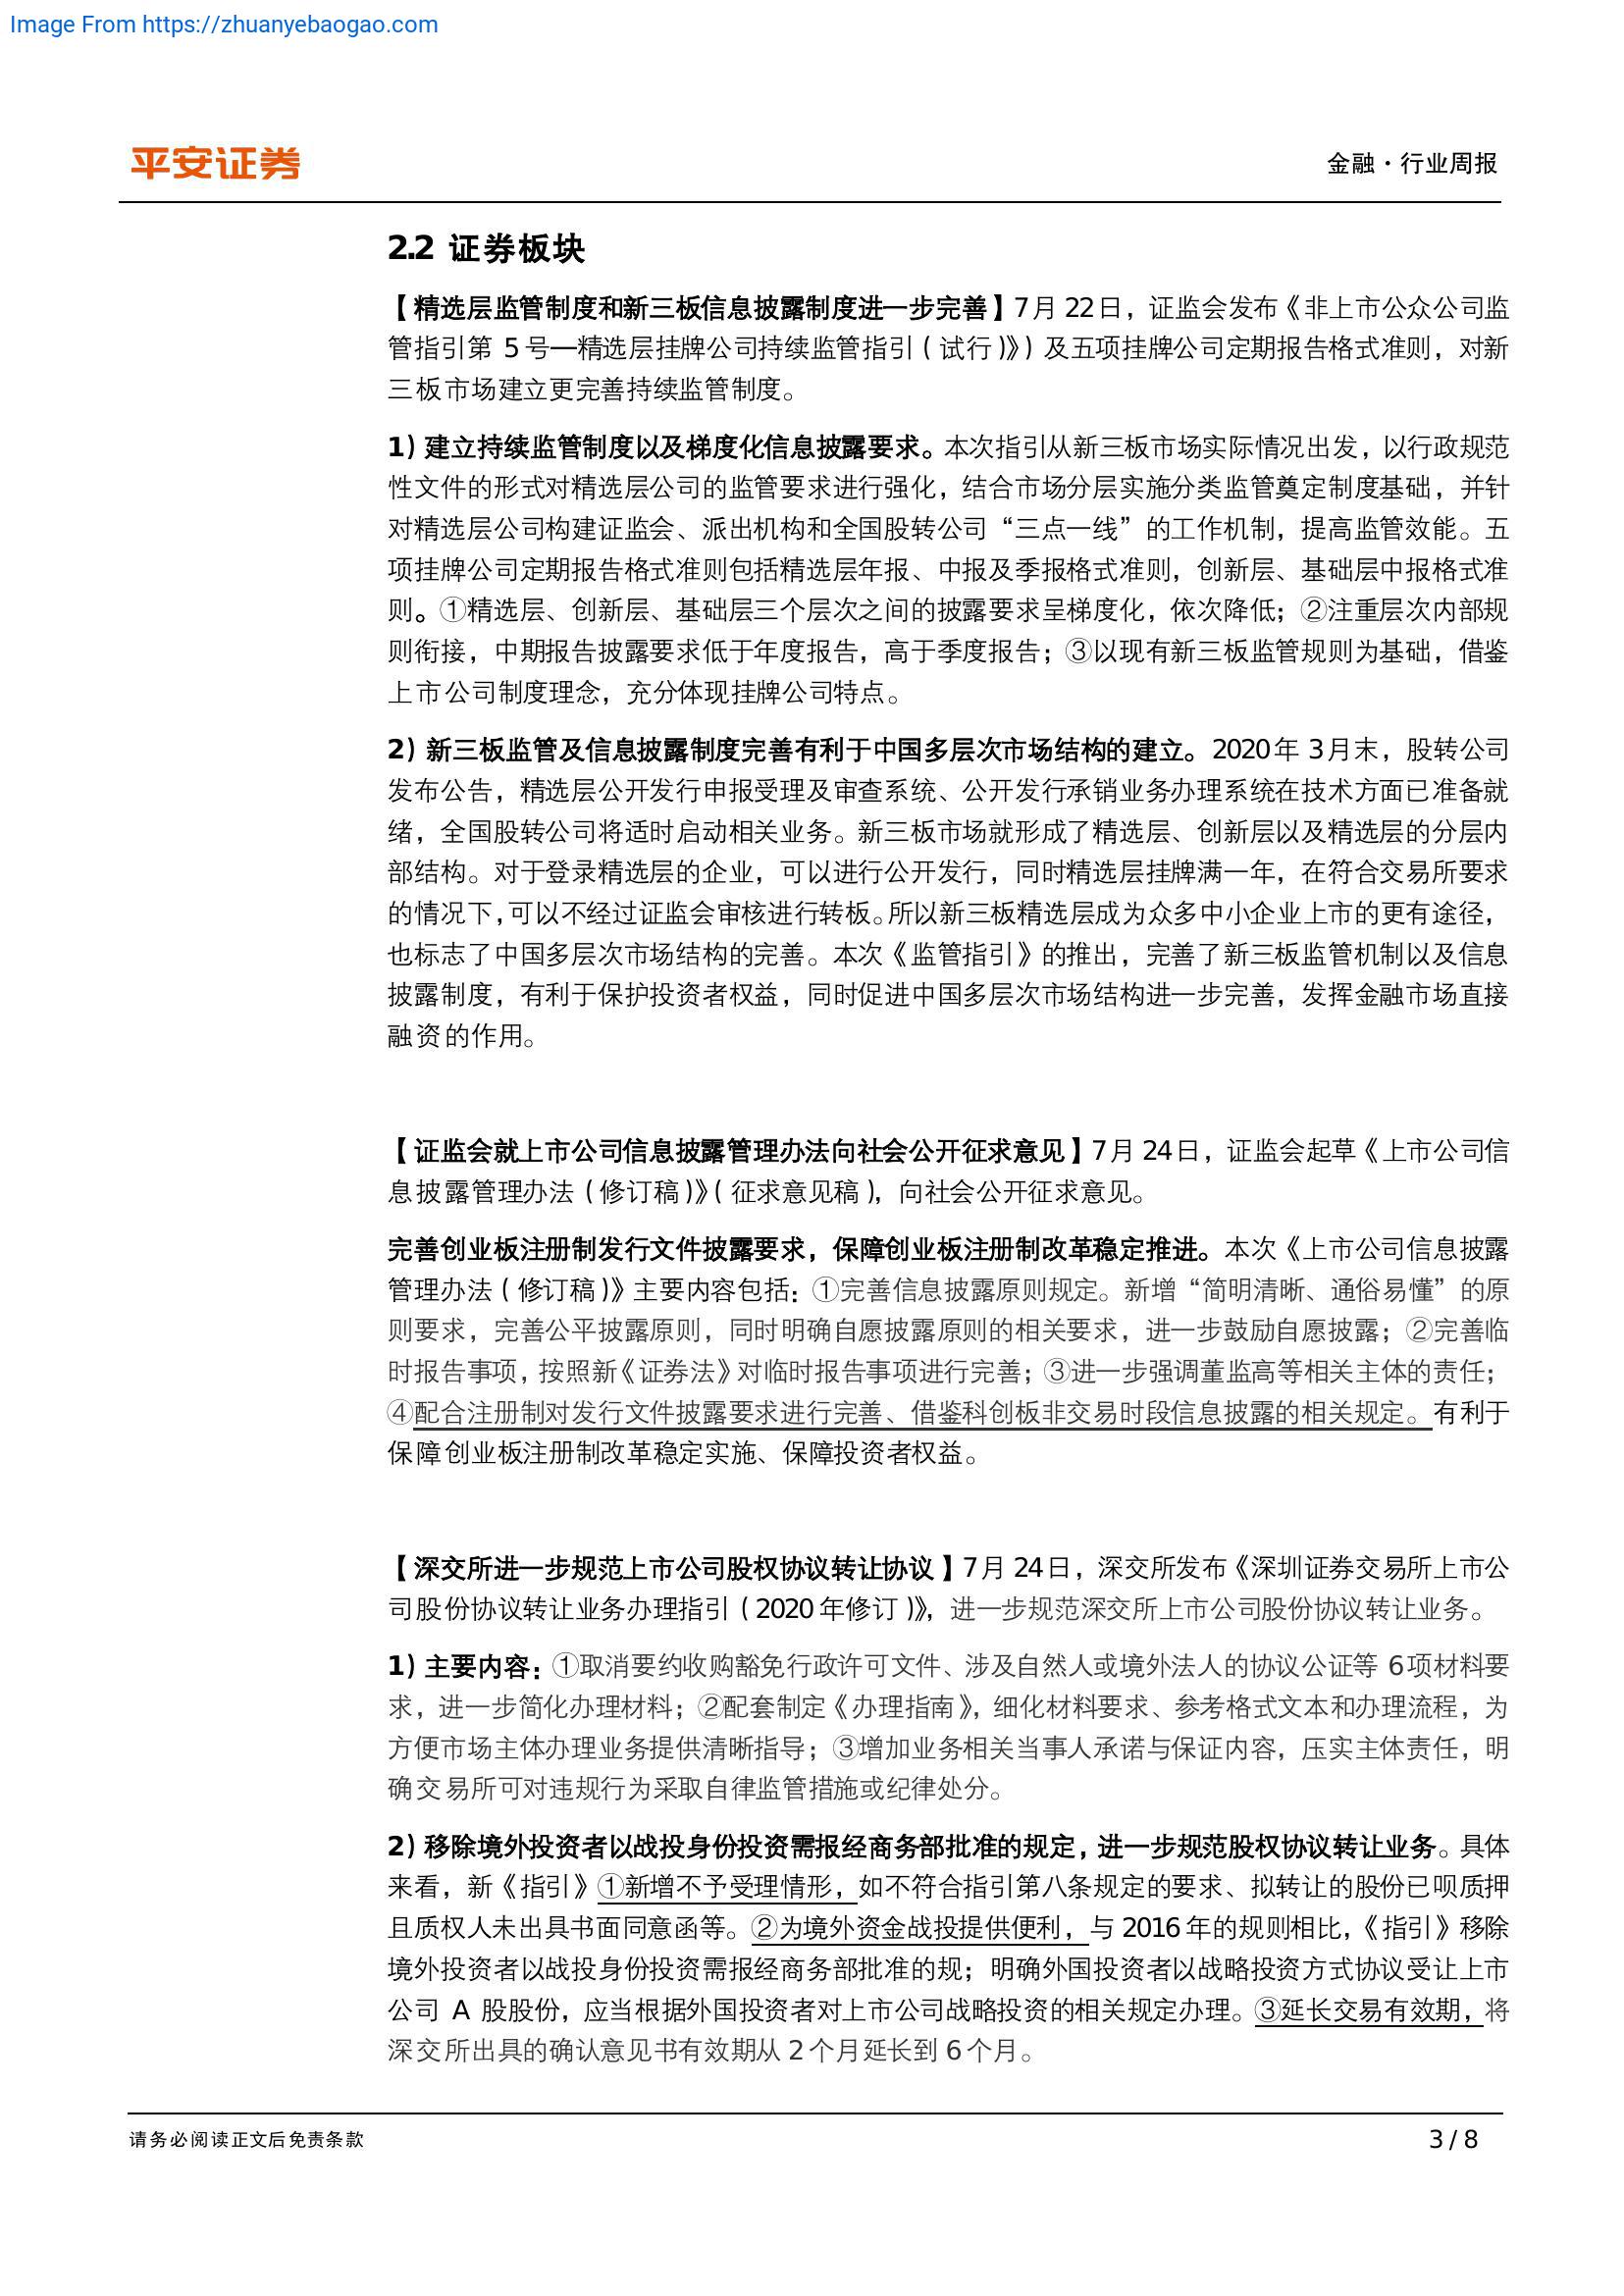 Image From https://zhuanyebaogao.com
平安证券
金融·行业周报
2.2 证券板块
【精选层监管制度和新三板信息披露制度进一步完善】7月 22日，证监会发布《非上市公众公司监
管指引第 5号—精选层挂牌公司持续监管指引(试行)》) 及五项挂牌公司定期报告格式准则，对新
三板市场建立更完善持续监管制度。
1) 建立持续监管制度以及梯度化信息披露要求。本次指引从新三板市场实际情况出发，以行政规范
性文件的形式对精选层公司的监管要求进行强化，结合市场分层实施分类监管奠定制度基础，并针
对精选层公司构建证监会、派出机构和全国股转公司“三点一线”的工作机制，提高监管效能。五
项挂牌公司定期报告格式准则包括精选层年报、中报及季报格式准则，创新层、基础层中报格式准
则。①精选层、创新层、基础层三个层次之间的披露要求呈梯度化，依次降低；②注重层次内部规
则衔接，中期报告披露要求低于年度报告，高于季度报告；③以现有新三板监管规则为基础，借鉴
上市公司制度理念，充分体现挂牌公司特点。
2) 新三板监管及信息披露制度完善有利于中国多层次市场结构的建立。2020年 3月末，股转公司
发布公告，精选层公开发行申报受理及审查系统、公开发行承销业务办理系统在技术方面已准备就
绪，全国股转公司将适时启动相关业务。新三板市场就形成了精选层、创新层以及精选层的分层内
部结构。对于登录精选层的企业，可以进行公开发行，同时精选层挂牌满一年，在符合交易所要求
的情况下，可以不经过证监会审核进行转板。所以新三板精选层成为众多中小企业上市的更有途径，
也标志了中国多层次市场结构的完善。本次《监管指引》的推出，完善了新三板监管机制以及信息
披露制度，有利于保护投资者权益，同时促进中国多层次市场结构进一步完善，发挥金融市场直接
融资的作用。
【证监会就上市公司信息披露管理办法向社会公开征求意见】7月 24日，证监会起草《上市公司信
息披露管理办法(修订稿)》(征求意见稿)，向社会公开征求意见。
完善创业板注册制发行文件披露要求，保障创业板注册制改革稳定推进。本次《上市公司信息披露
管理办法(修订稿)》主要内容包括：①完善信息披露原则规定。新增“简明清晰、通俗易懂”的原
则要求，完善公平披露原则，同时明确自愿披露原则的相关要求，进一步鼓励自愿披露；②完善临
时报告事项，按照新《证券法》对临时报告事项进行完善；③进一步强调董监高等相关主体的责任；
④配合注册制对发行文件披露要求进行完善、借鉴科创板非交易时段信息披露的相关规定。有利于
保障创业板注册制改革稳定实施、保障投资者权益。
【深交所进一步规范上市公司股权协议转让协议】7月 24日，深交所发布《深圳证券交易所上市公
司股份协议转让业务办理指引(2020年修订)》，进一步规范深交所上市公司股份协议转让业务。
1) 主要内容：①取消要约收购豁免行政许可文件、涉及自然人或境外法人的协议公证等 6项材料要
求，进一步简化办理材料；②配套制定《办理指南》，细化材料要求、参考格式文本和办理流程，为
方便市场主体办理业务提供清晰指导；③增加业务相关当事人承诺与保证内容，压实主体责任，明
确交易所可对违规行为采取自律监管措施或纪律处分。
2) 移除境外投资者以战投身份投资需报经商务部批准的规定，进一步规范股权协议转让业务。具体
来看，新《指引》①新增不予受理情形，如不符合指引第八条规定的要求、拟转让的股份已呗质押
且质权人未出具书面同意函等。②为境外资金战投提供便利，与 2016年的规则相比，《指引》移除
境外投资者以战投身份投资需报经商务部批准的规；明确外国投资者以战略投资方式协议受让上市
公司 A 股股份，应当根据外国投资者对上市公司战略投资的相关规定办理。③延长交易有效期，将
深交所出具的确认意见书有效期从 2个月延长到 6个月。
请务必阅读正文后免责条款
3 / 8